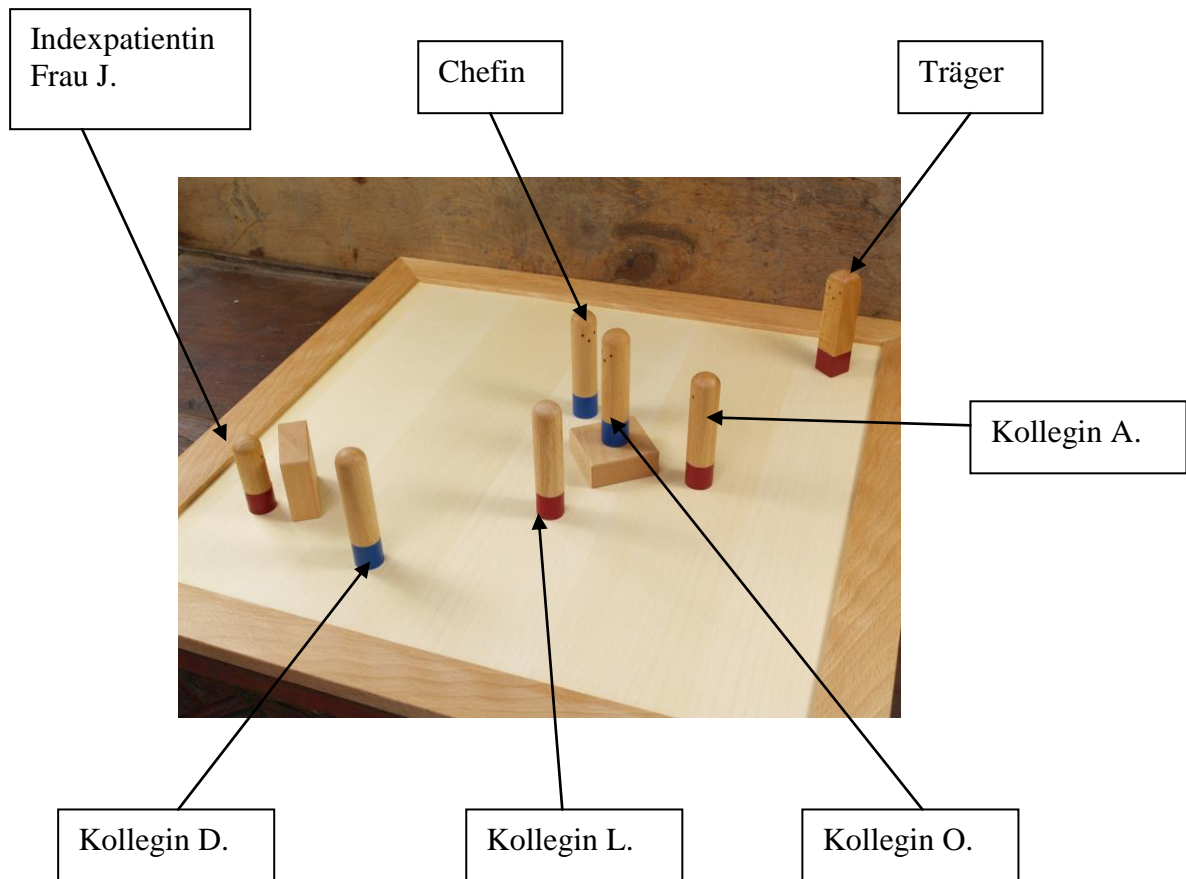 Indexpatientin
Frau J.
Chefin
Träger
Kollegin A.
Kollegin D.
Kollegin L.
Kollegin O.